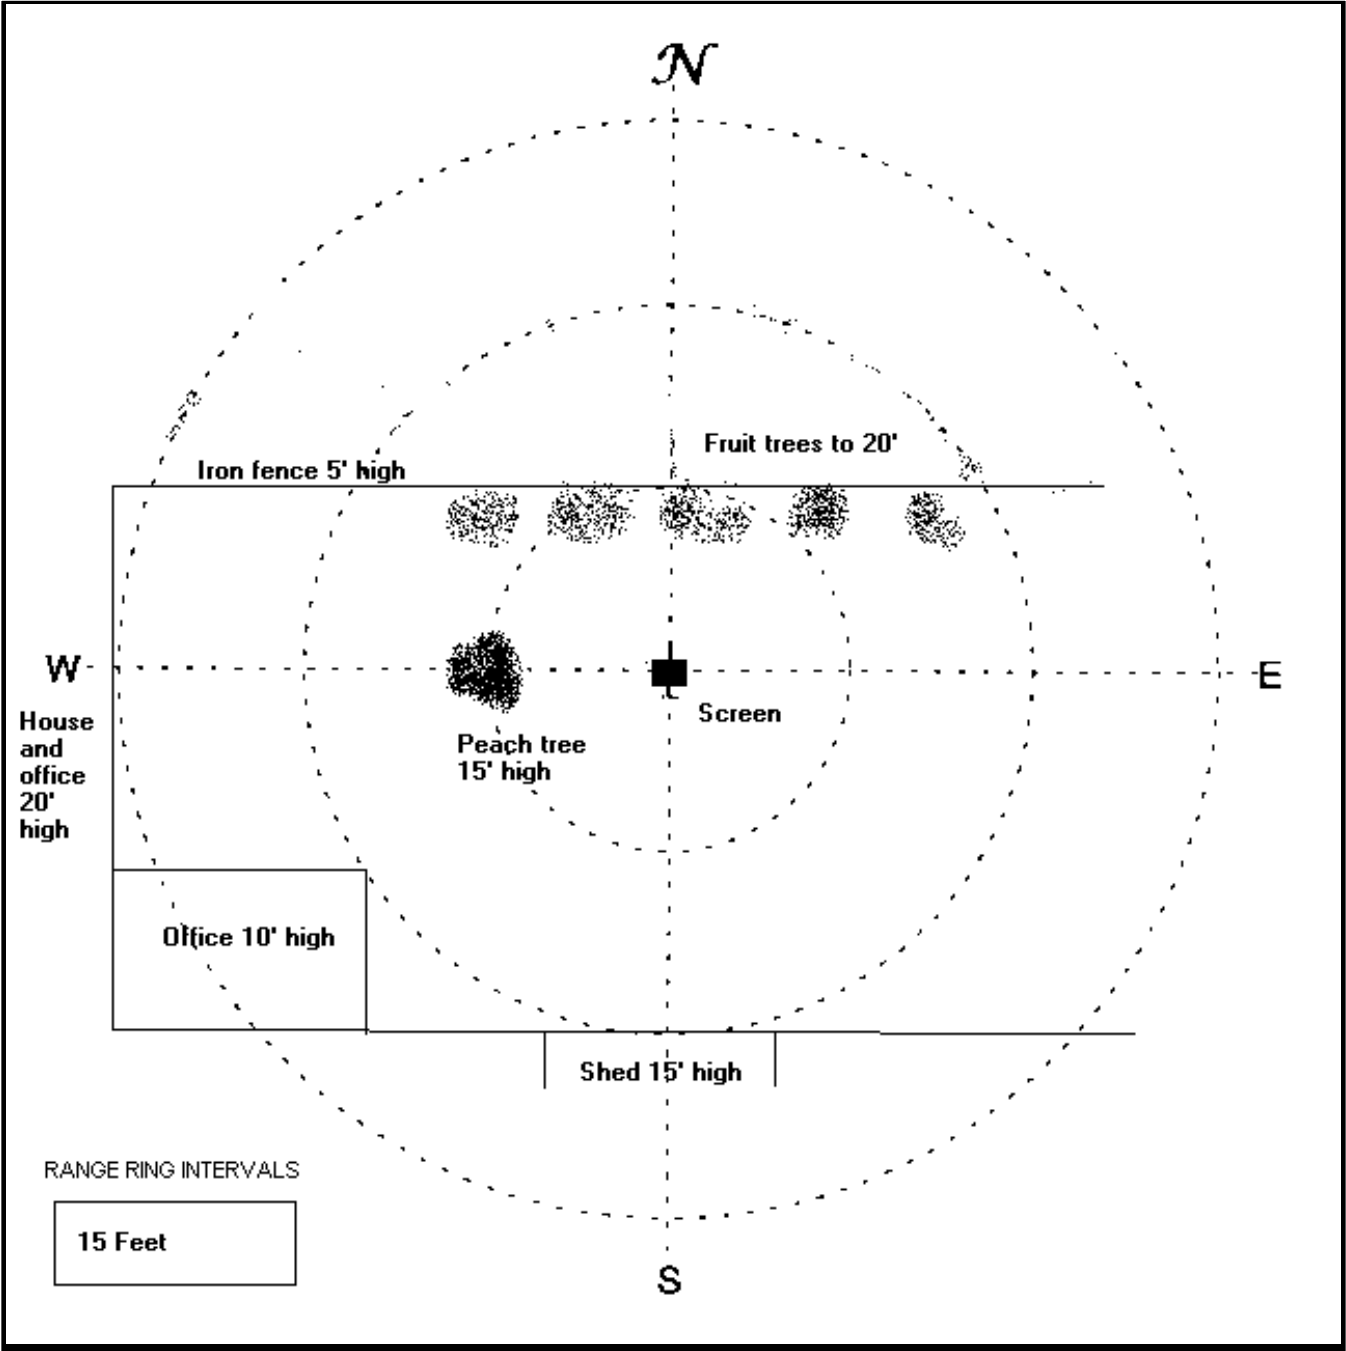 N
Fruit trees to 20'
Iron fence 5' high
W
E
House
and
office
20'
high
Screen
Peach tree
15' high
Office 10' high
Shed 15' high
RANGE RING INTERVALS
15 Feet
S